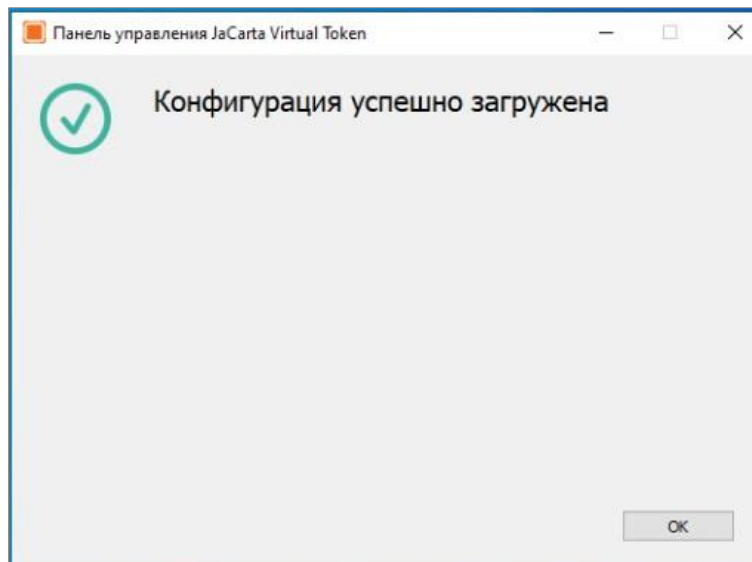 Панель управления JaCarta Virtual Token
Конфигурация успешно загружена
OK